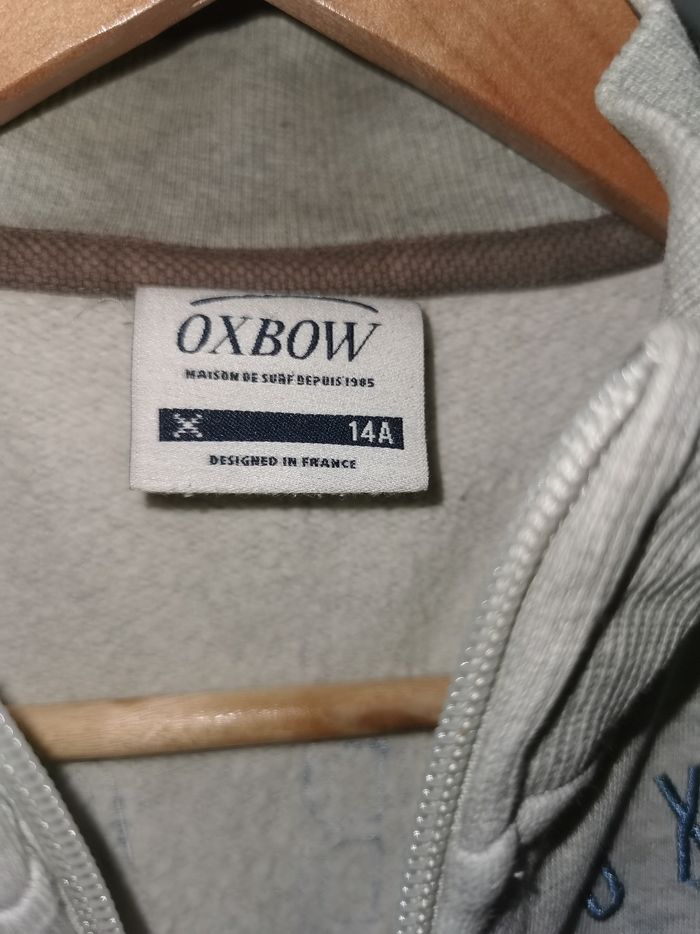 OXBOW
MAISON DE SURF DEPUIS 1985
14A
DESIGNED IN FRANCE